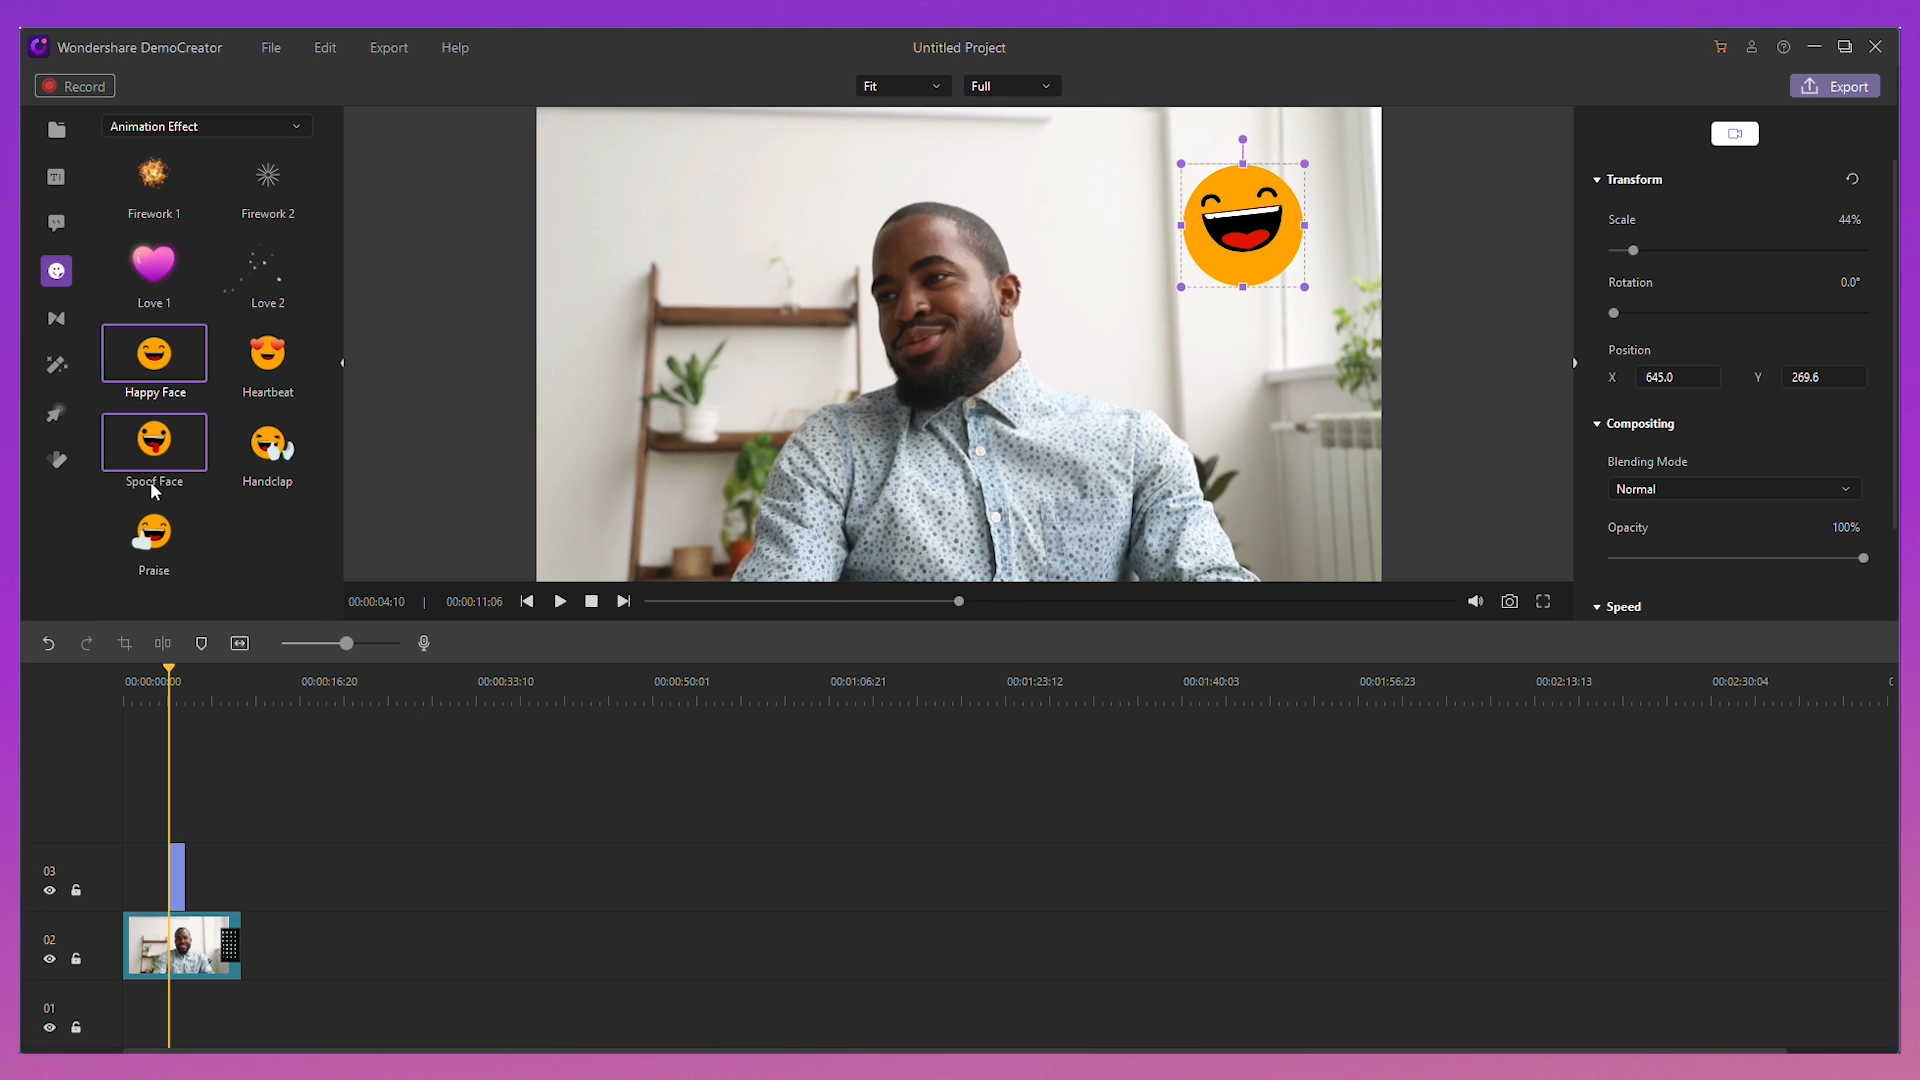 Wondershare DemoCreator File Edit Export Help Untitled Project
Record Fit Full Export
Animation Effect
Firework 1 Firework 2
Love 1 Love 2
Happy Face Heartbeat
Spoof Face Handclap
Praise
Transform
Scale 44%
Rotation 0.0°
Position
X 645.0 Y 269.6
Compositing
Blending Mode
Normal
Opacity 100%
Speed
00:00:04:10 | 00:00:11:06
00:00:00:00 00:00:16:20 00:00:33:10 00:00:50:01 00:01:06:21 00:01:23:12 00:01:40:03 00:01:56:23 00:02:13:13 00:02:30:04
03
02
01